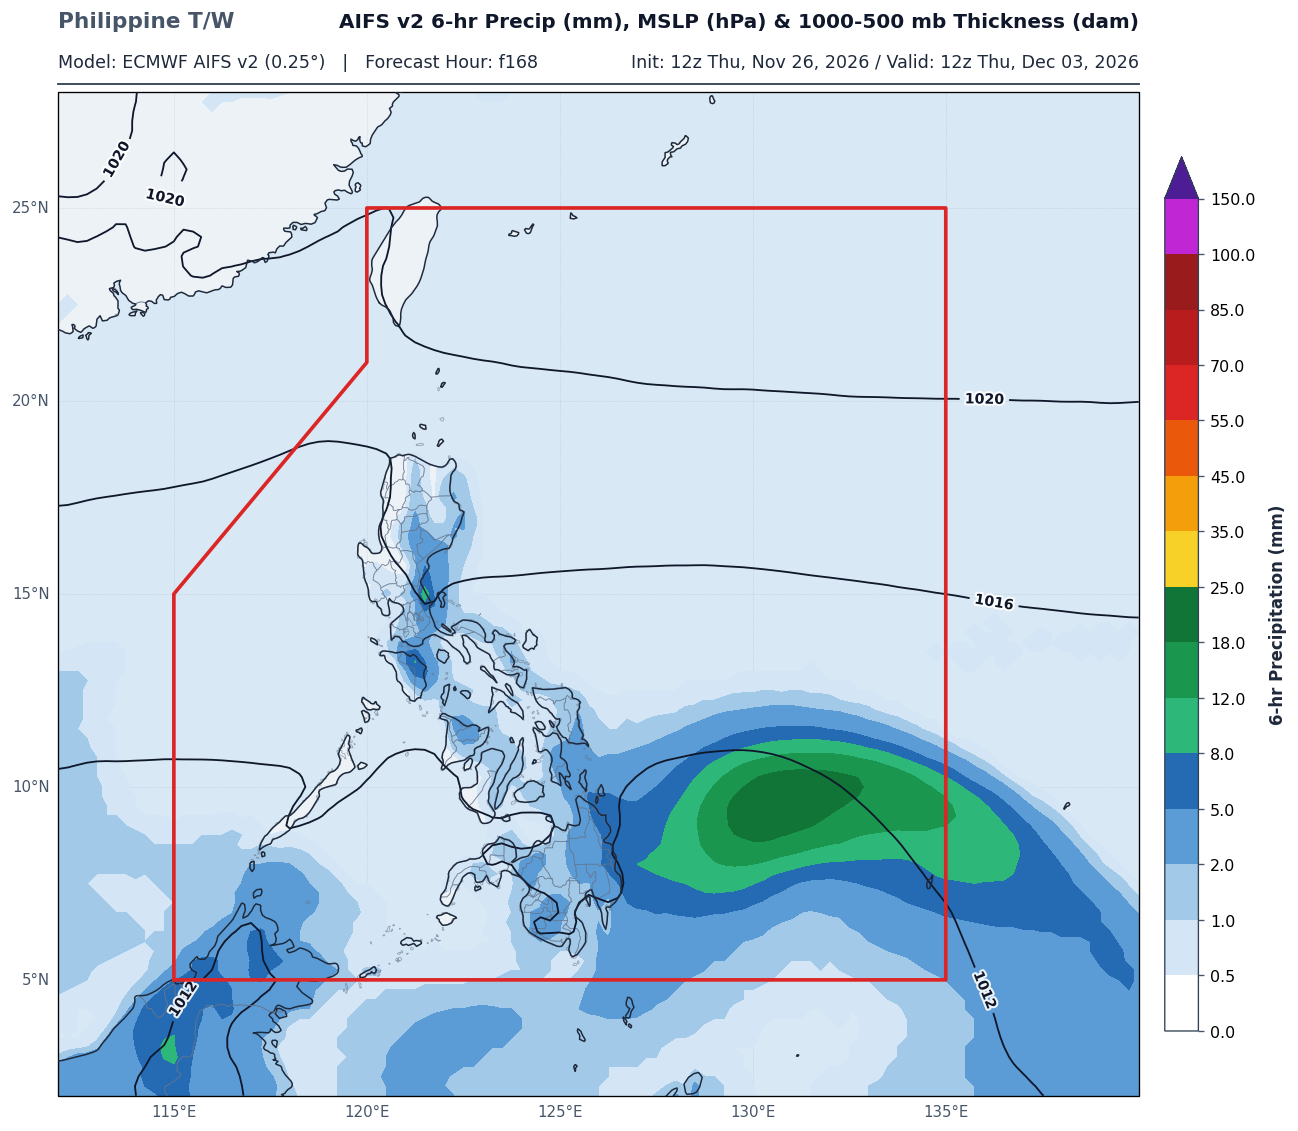 Philippine T/W
AIFS v2 6-hr Precip (mm), MSLP (hPa) & 1000-500 mb Thickness (dam)
Model: ECMWF AIFS v2 (0.25°)   |   Forecast Hour: f168
Init: 12z Thu, Nov 26, 2026 / Valid: 12z Thu, Dec 03, 2026
1020
1020
1020
1016
1012
1012
25°N
20°N
15°N
10°N
5°N
115°E
120°E
125°E
130°E
135°E
150.0
100.0
85.0
70.0
55.0
45.0
35.0
25.0
18.0
12.0
8.0
5.0
2.0
1.0
0.5
0.0
6-hr Precipitation (mm)